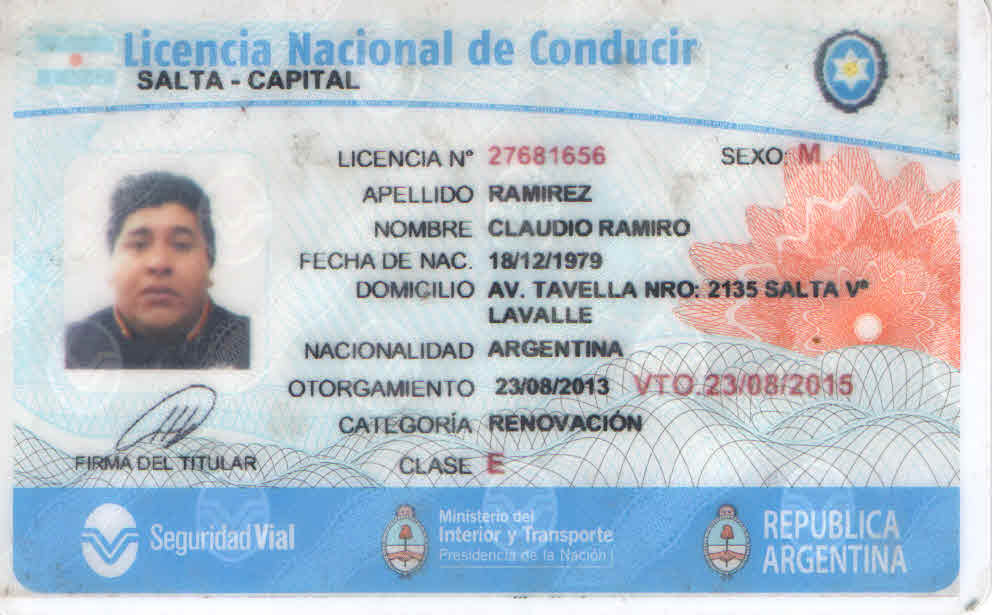 Licencia Nacional de Conducir
SALTA - CAPITAL
LICENCIA N° 27681656 SEXO: M
APELLIDO RAMIREZ
NOMBRE CLAUDIO RAMIRO
FECHA DE NAC. 18/12/1979
DOMICILIO AV. TAVELLA NRO: 2135 SALTA Vª
LAVALLE
NACIONALIDAD ARGENTINA
OTORGAMIENTO 23/08/2013 VTO.23/08/2015
CATEGORÍA RENOVACIÓN
FIRMA DEL TITULAR CLASE E
Seguridad Vial
Ministerio del
Interior y Transporte
Presidencia de la Nación
REPUBLICA
ARGENTINA